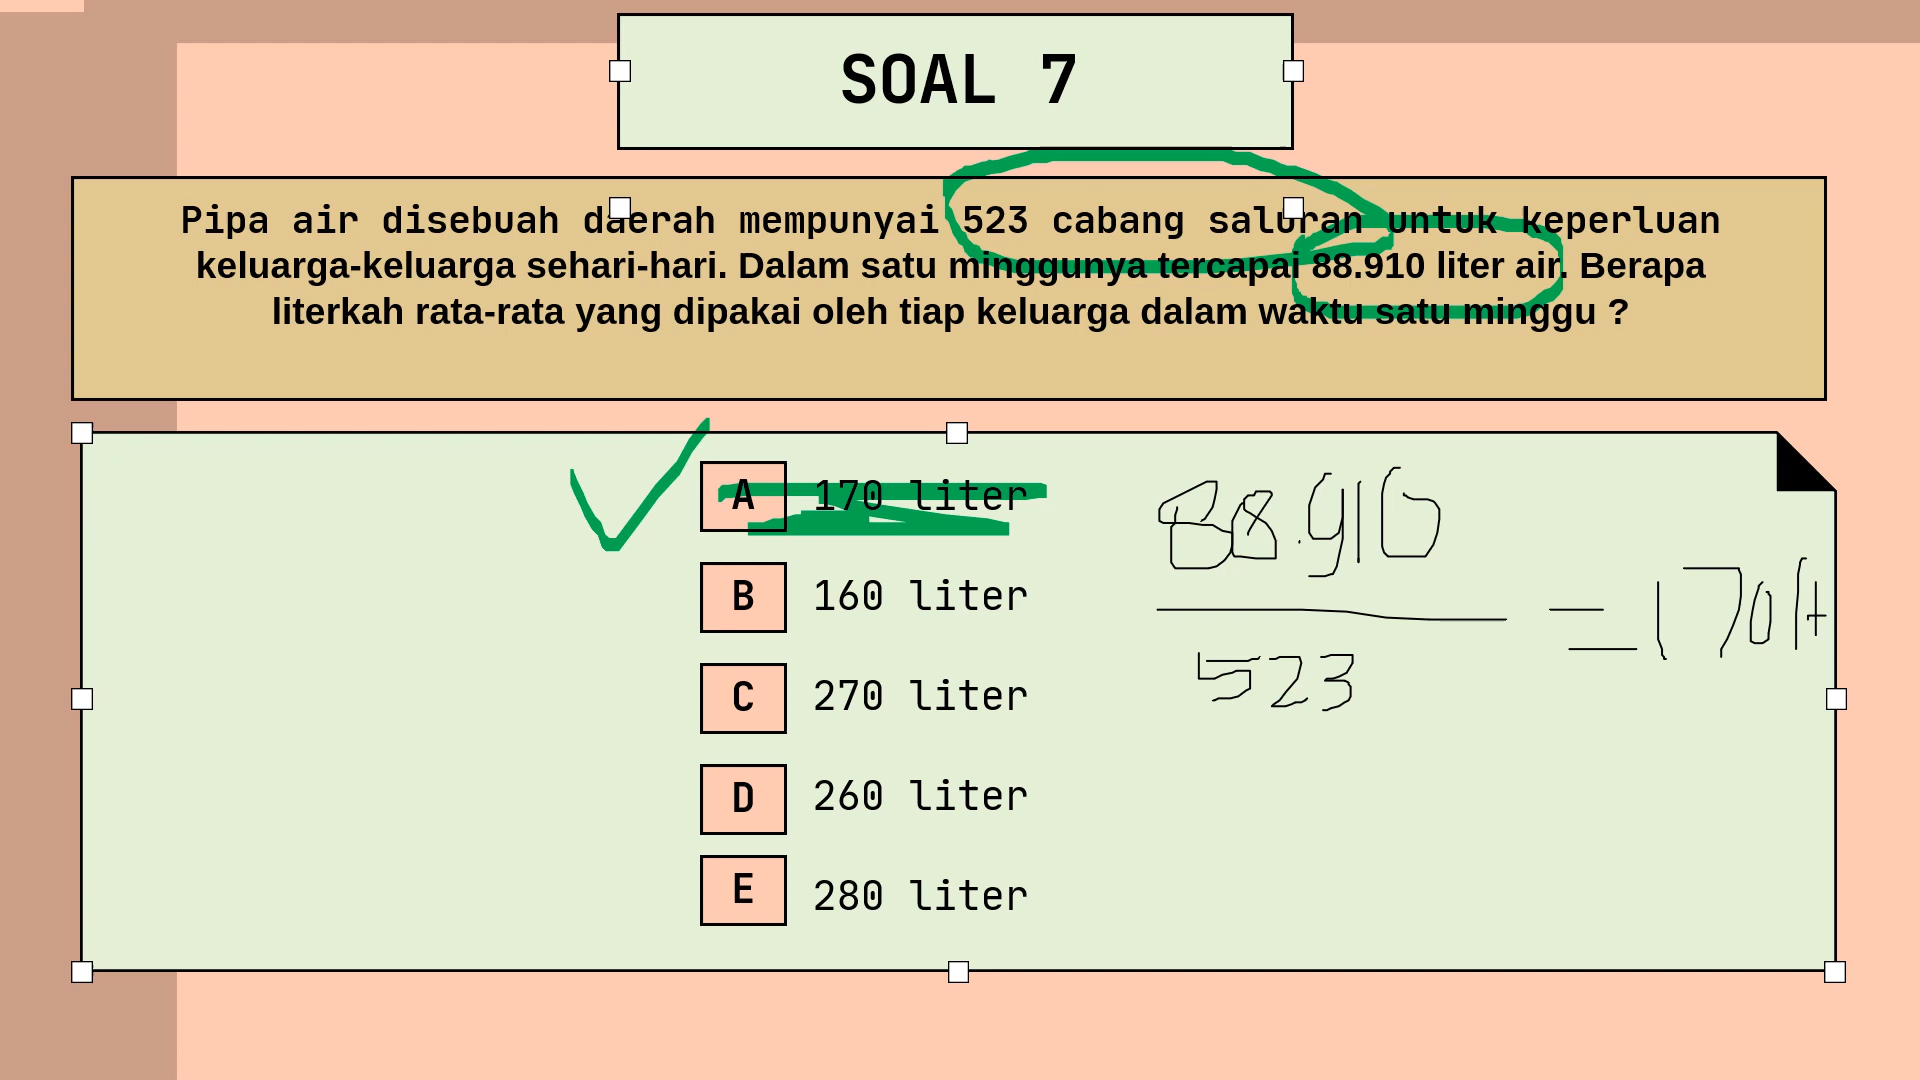 SOAL 7
Pipa air disebuah daerah mempunyai 523 cabang saluran untuk keperluan
keluarga-keluarga sehari-hari. Dalam satu minggunya tercapai 88.910 liter air. Berapa
literkah rata-rata yang dipakai oleh tiap keluarga dalam waktu satu minggu ?
A 170 liter
B 160 liter
C 270 liter
D 260 liter
E 280 liter
88.910
523
= 170 lt